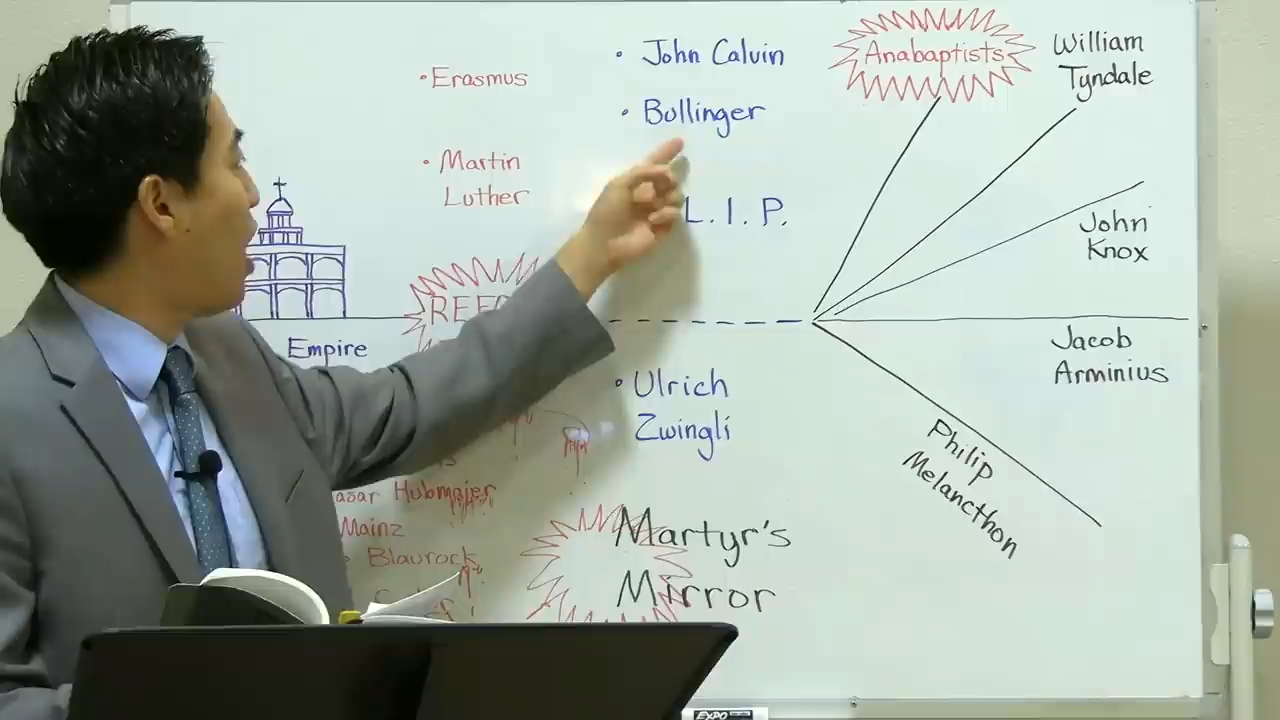 • Erasmus
• Martin
Luther
• John Calvin
• Bullinger
L. I. P.
Anabaptists
William
Tyndale
John
Knox
Jacob
Arminius
Philip
Melancthon
Empire
• Ulrich
Zwingli
Hubmaier
Mainz
Blaurock
Martyr's
Mirror
EXPO